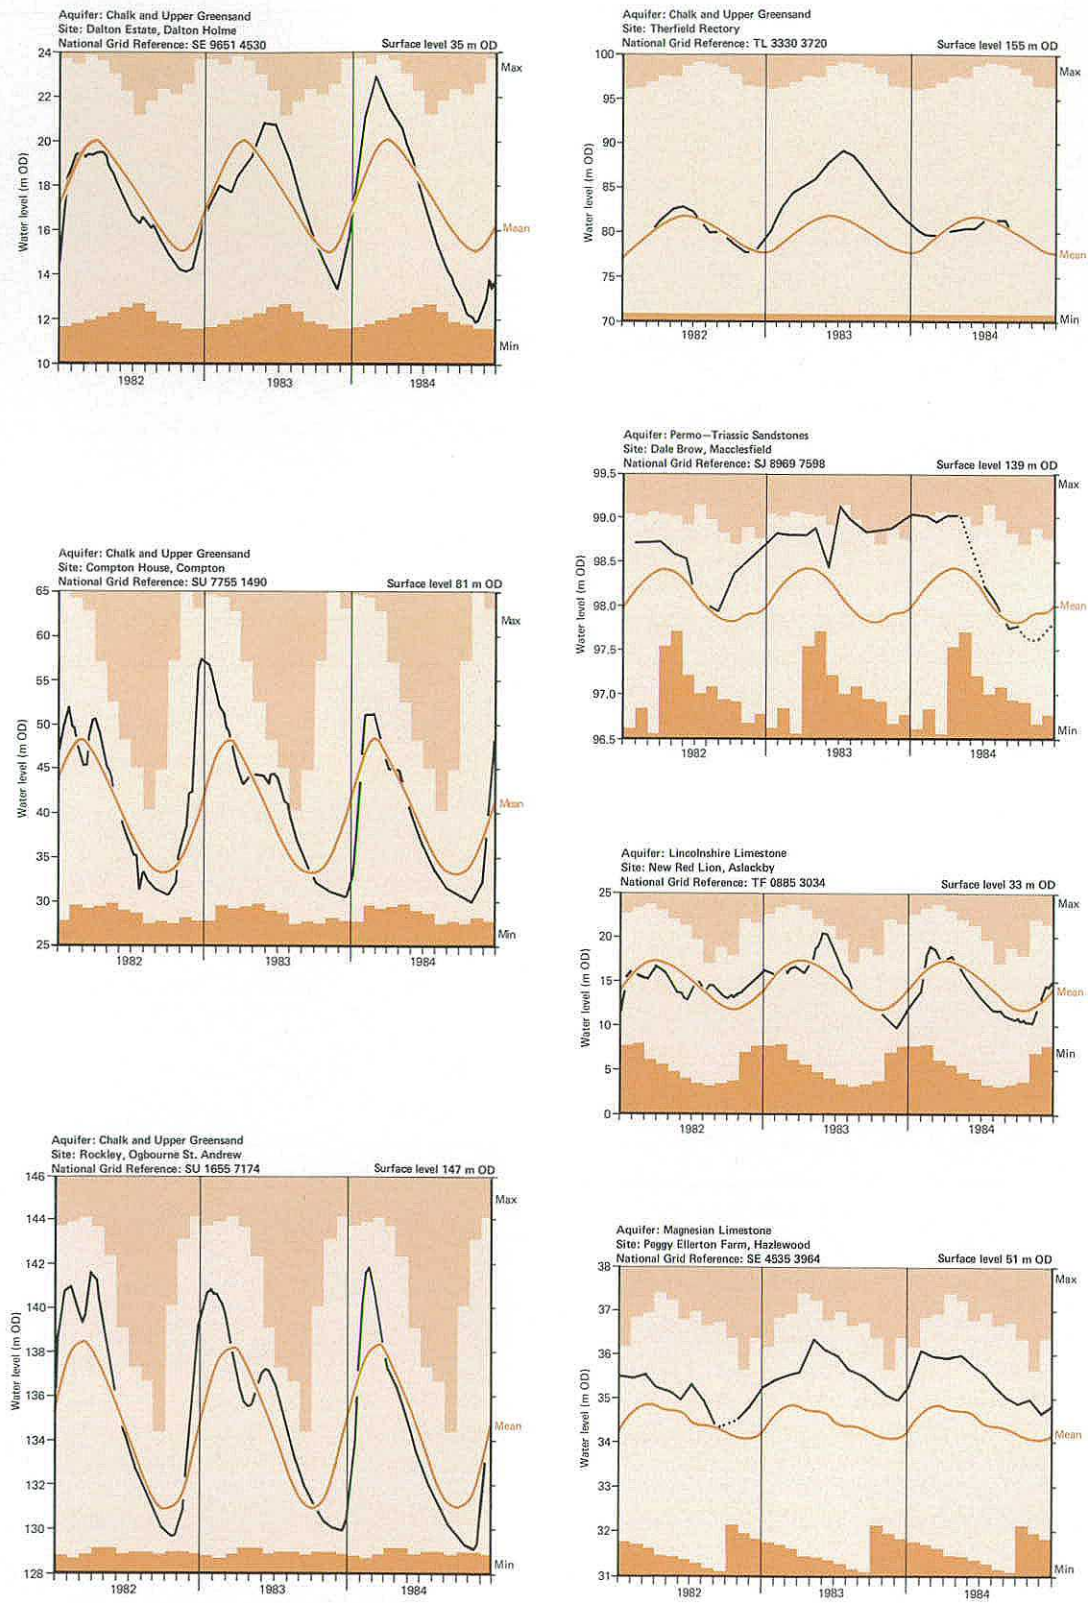 Aquifer: Chalk and Upper Greensand
Site: Dalton Estate, Dalton Holme
National Grid Reference: SE 9651 4530
Surface level 35 m OD
24
22
20
18
16
14
12
10
Water level (m OD)
Max
Mean
Min
1982
1983
1984
Aquifer: Chalk and Upper Greensand
Site: Compton House, Compton
National Grid Reference: SU 7755 1490
Surface level 81 m OD
65
60
55
50
45
40
35
30
25
Water level (m OD)
Max
Mean
Min
1982
1983
1984
Aquifer: Chalk and Upper Greensand
Site: Rockley, Ogbourne St. Andrew
National Grid Reference: SU 1655 7174
Surface level 147 m OD
146
144
142
140
138
136
134
132
130
128
Water level (m OD)
Max
Mean
Min
1982
1983
1984
Aquifer: Chalk and Upper Greensand
Site: Therfield Rectory
National Grid Reference: TL 3330 3720
Surface level 155 m OD
100
95
90
85
80
75
70
Water level (m OD)
Max
Mean
Min
1982
1983
1984
Aquifer: Permo–Triassic Sandstones
Site: Dale Brow, Macclesfield
National Grid Reference: SJ 8969 7598
Surface level 139 m OD
99.5
99.0
98.5
98.0
97.5
97.0
96.5
Water level (m OD)
Max
Mean
Min
1982
1983
1984
Aquifer: Lincolnshire Limestone
Site: New Red Lion, Aslackby
National Grid Reference: TF 0885 3034
Surface level 33 m OD
25
20
15
10
5
0
Water level (m OD)
Max
Mean
Min
1982
1983
1984
Aquifer: Magnesian Limestone
Site: Peggy Ellerton Farm, Hazlewood
National Grid Reference: SE 4535 3964
Surface level 51 m OD
38
37
36
35
34
33
32
31
Water level (m OD)
Max
Mean
Min
1982
1983
1984